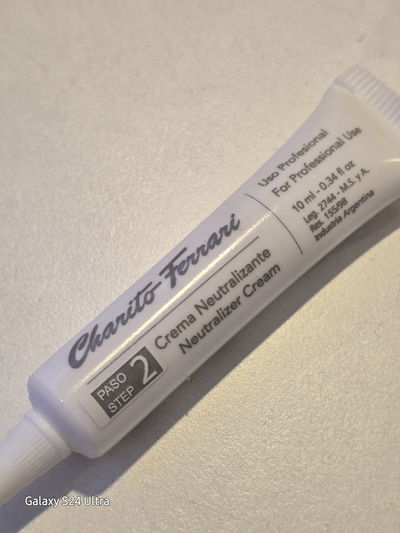 Charito Ferrari
PASO
STEP 2
Crema Neutralizante
Neutralizer Cream
Uso Profesional
For Professional Use
10 ml - 0.34 fl oz
Leg. 2744 - M.S. y A.
Res. 155/98
Industria Argentina
Galaxy S24 Ultra